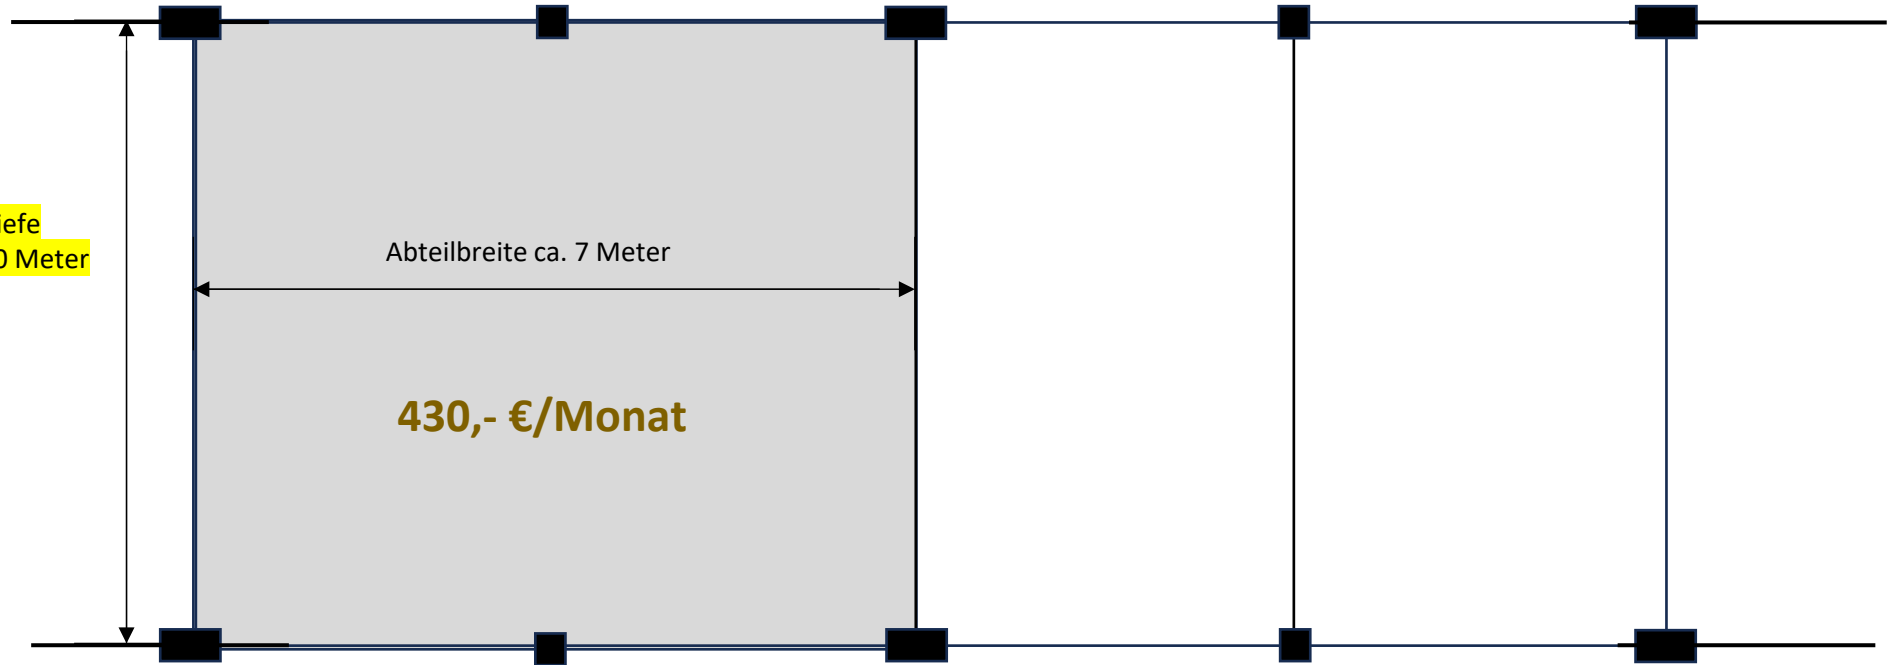 iefe
0 Meter
Abteilbreite ca. 7 Meter
430,- €/Monat